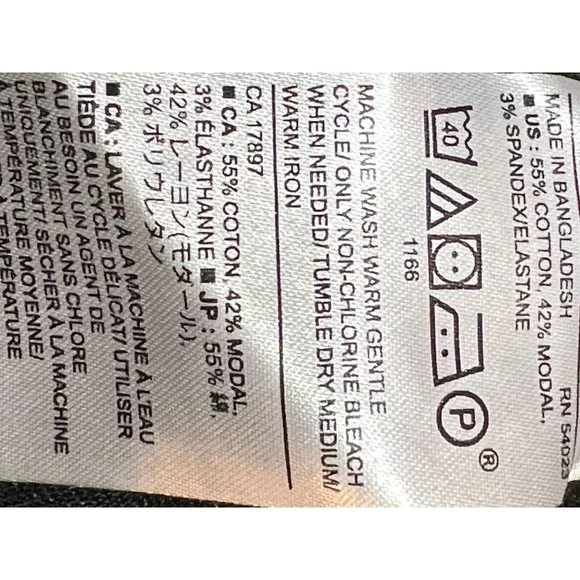 MADE IN BANGLADESH RN 54023
■ US : 55% COTTON, 42% MODAL,
3% SPANDEX/ELASTANE
40 P ®
1166
MACHINE WASH WARM GENTLE
CYCLE/ ONLY NON-CHLORINE BLEACH
WHEN NEEDED/ TUMBLE DRY MEDIUM/
WARM IRON
CA 17897
■ CA : 55% COTON, 42% MODAL,
3% ÉLASTHANNE ■ JP : 55% 綿,
42% レーヨン(モダール),
3% ポリウレタン
■ CA : LAVER À LA MACHINE À L'EAU
TIÈDE AU CYCLE DÉLICAT/ UTILISER
AU BESOIN UN AGENT DE
BLANCHIMENT SANS CHLORE
UNIQUEMENT/ SÉCHER À LA MACHINE
À TEMPÉRATURE MOYENNE/
À TEMPÉRATURE